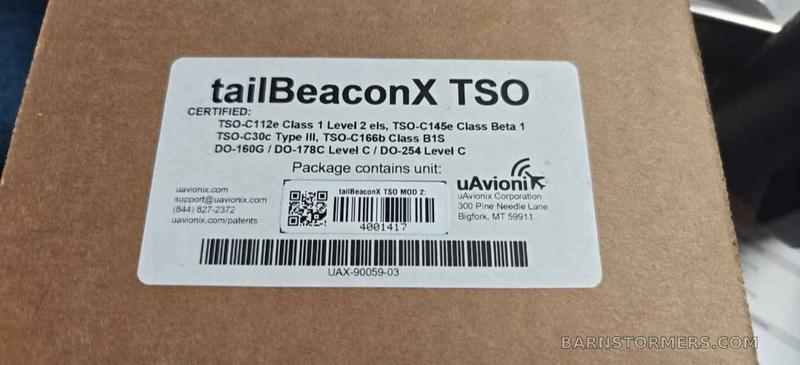 tailBeaconX TSO
CERTIFIED:
TSO-C112e Class 1 Level 2 els, TSO-C145e Class Beta 1
TSO-C30c Type III, TSO-C166b Class B1S
DO-160G / DO-178C Level C / DO-254 Level C
Package contains unit:
uavionix.com
support@uavionix.com
(844) 827-2372
uavionix.com/patents
tailBeaconX TSO MOD 2:
4001417
uAvionix
uAvionix Corporation
300 Pine Needle Lane
Bigfork, MT 59911
UAX-90059-03
BARNSTORMERS.COM